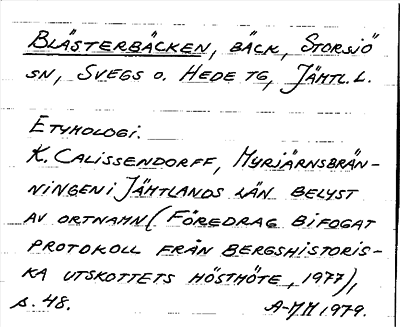 BLÄSTERBÄCKEN, BÄCK, STORSJÖ
SN, SVEGS O. HEDE TG, JÄMTL. L.
ETYMOLOGI.
K. CALISSENDORFF, MYRJÄRNSBRÄN-
NINGEN I JÄMTLANDS LÄN BELYST
AV ORTNAMN (FÖREDRAG BIFOGAT
PROTOKOLL FRÅN BERGSHISTORIS-
KA UTSKOTTETS HÖSTMÖTE, 1977),
s. 48. A-MM 1979.